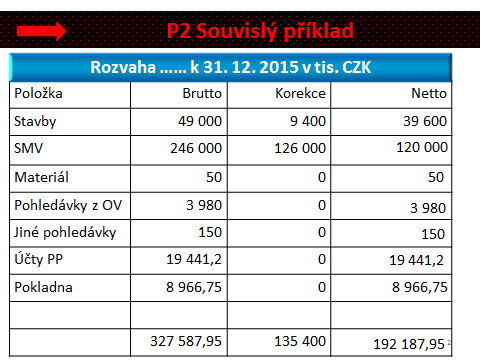 P2 Souvislý příklad
Rozvaha …… k 31. 12. 2015 v tis. CZK
Položka Brutto Korekce Netto
Stavby 49 000 9 400 39 600
SMV 246 000 126 000 120 000
Materiál 50 0 50
Pohledávky z OV 3 980 0 3 980
Jiné pohledávky 150 0 150
Účty PP 19 441,2 0 19 441,2
Pokladna 8 966,75 0 8 966,75
327 587,95 135 400 192 187,95 2